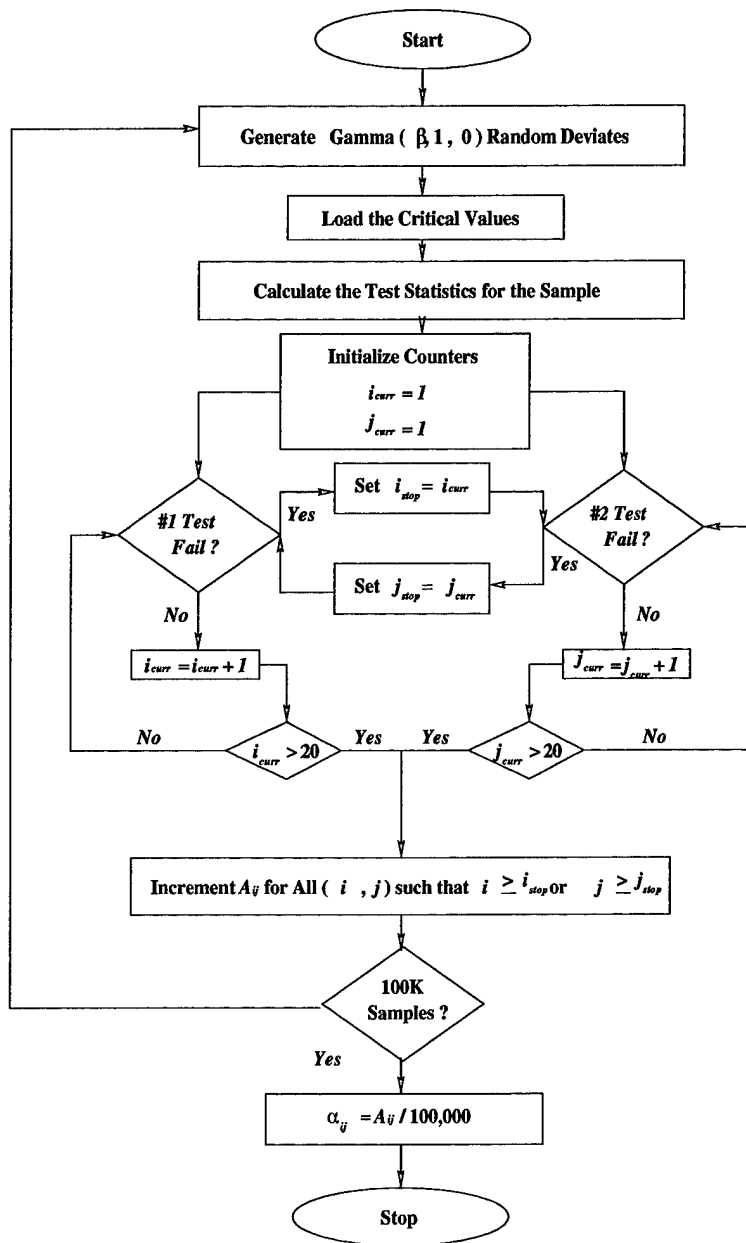 Start
Generate Gamma ( β, 1 , 0 ) Random Deviates
Load the Critical Values
Calculate the Test Statistics for the Sample
Initialize Counters
i_curr = 1
j_curr = 1
Set i_stop = i_curr
#1 Test
Fail ?
Yes
#2 Test
Fail ?
Yes
Set j_stop = j_curr
No
No
i_curr = i_curr + 1
j_curr = j_curr + 1
No
i_curr > 20
Yes
Yes
j_curr > 20
No
Increment A_ij for All ( i , j ) such that i ≥ i_stop or j ≥ j_stop
100K
Samples ?
Yes
α_ij = A_ij / 100,000
Stop